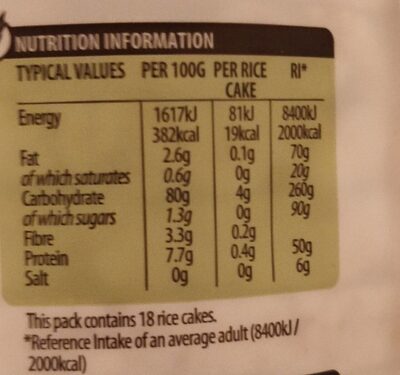 NUTRITION INFORMATION
TYPICAL VALUES PER 100G PER RICE CAKE RI*
Energy 1617kJ 81kJ 8400kJ
382kcal 19kcal 2000kcal
Fat 2.6g 0.1g 70g
of which saturates 0.6g 0g 20g
Carbohydrate 80g 4g 260g
of which sugars 1.3g 0g 90g
Fibre 3.3g 0.2g
Protein 7.7g 0.4g 50g
Salt 0g 0g 6g
This pack contains 18 rice cakes.
*Reference Intake of an average adult (8400kJ/
2000kcal)